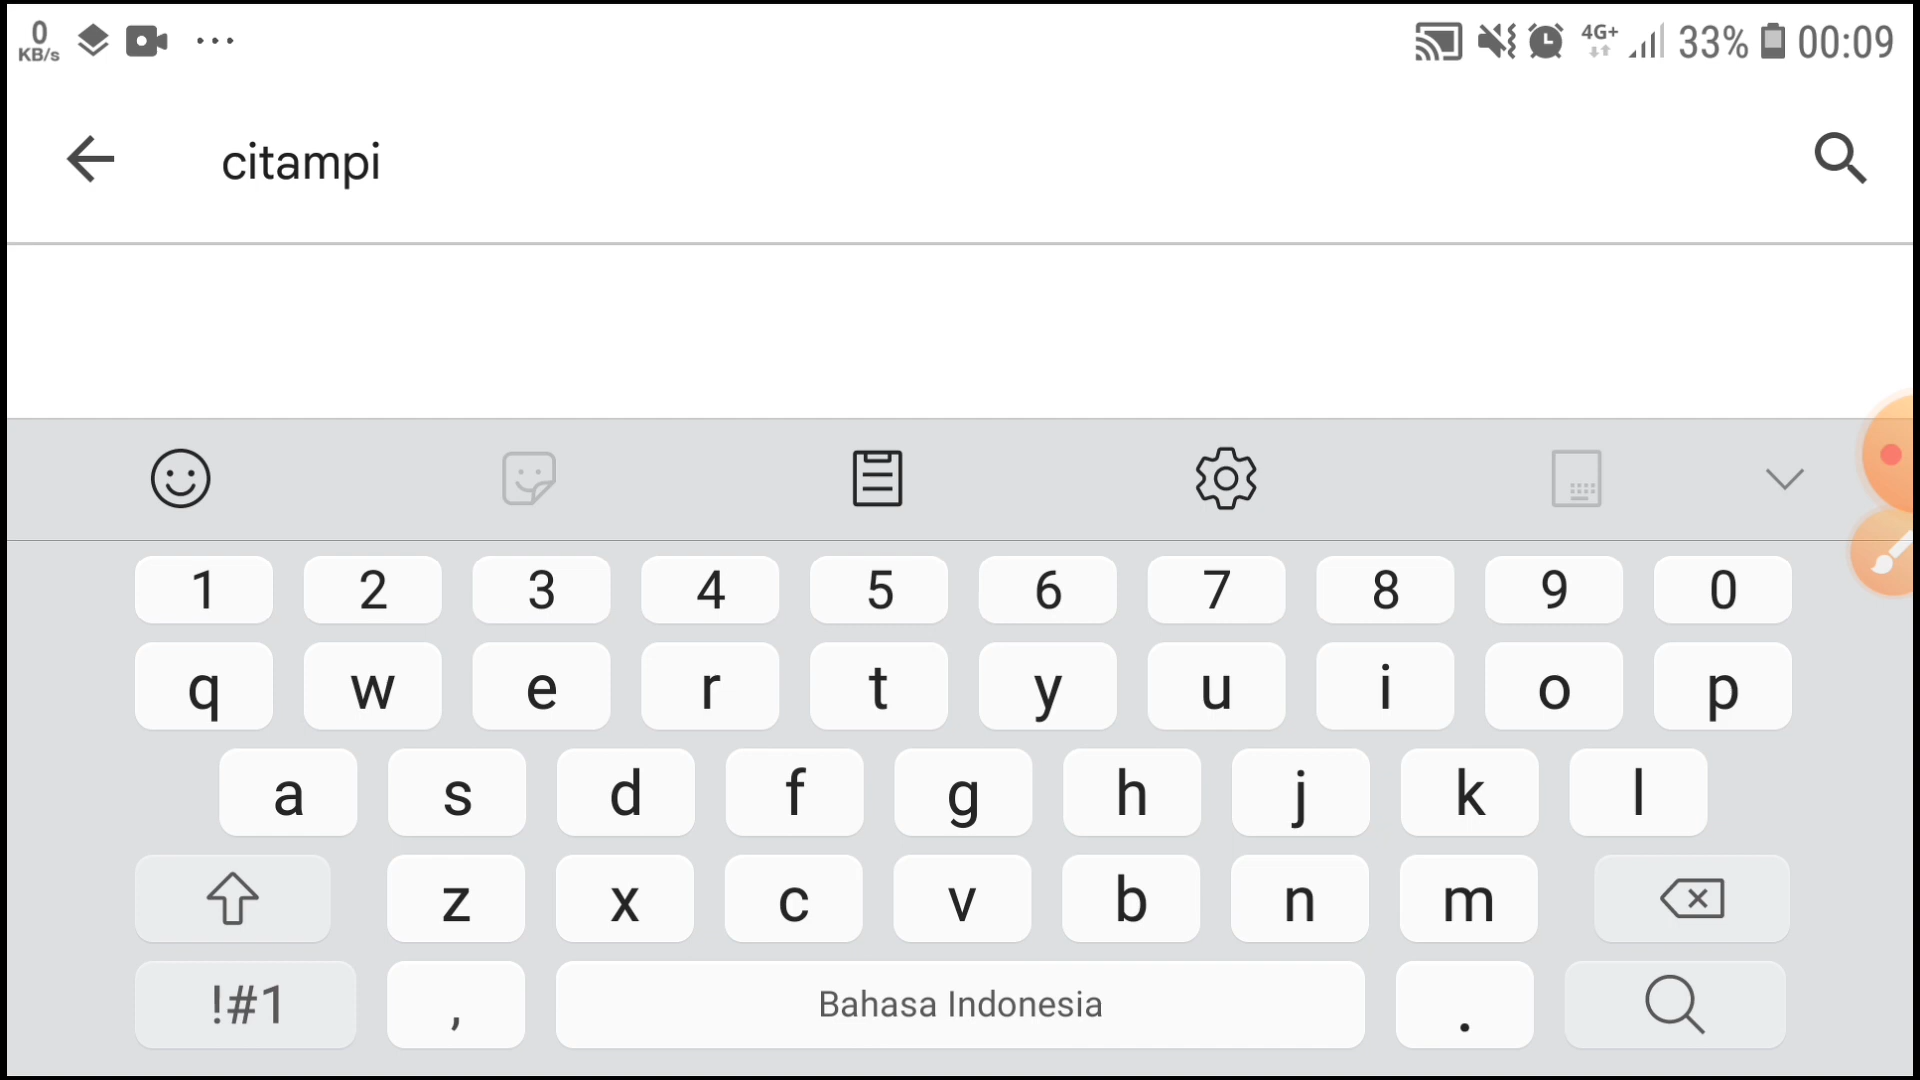 0
KB/s
4G+ 33% 00:09
citampi
1 2 3 4 5 6 7 8 9 0
q w e r t y u i o p
a s d f g h j k l
z x c v b n m
!#1 , Bahasa Indonesia .